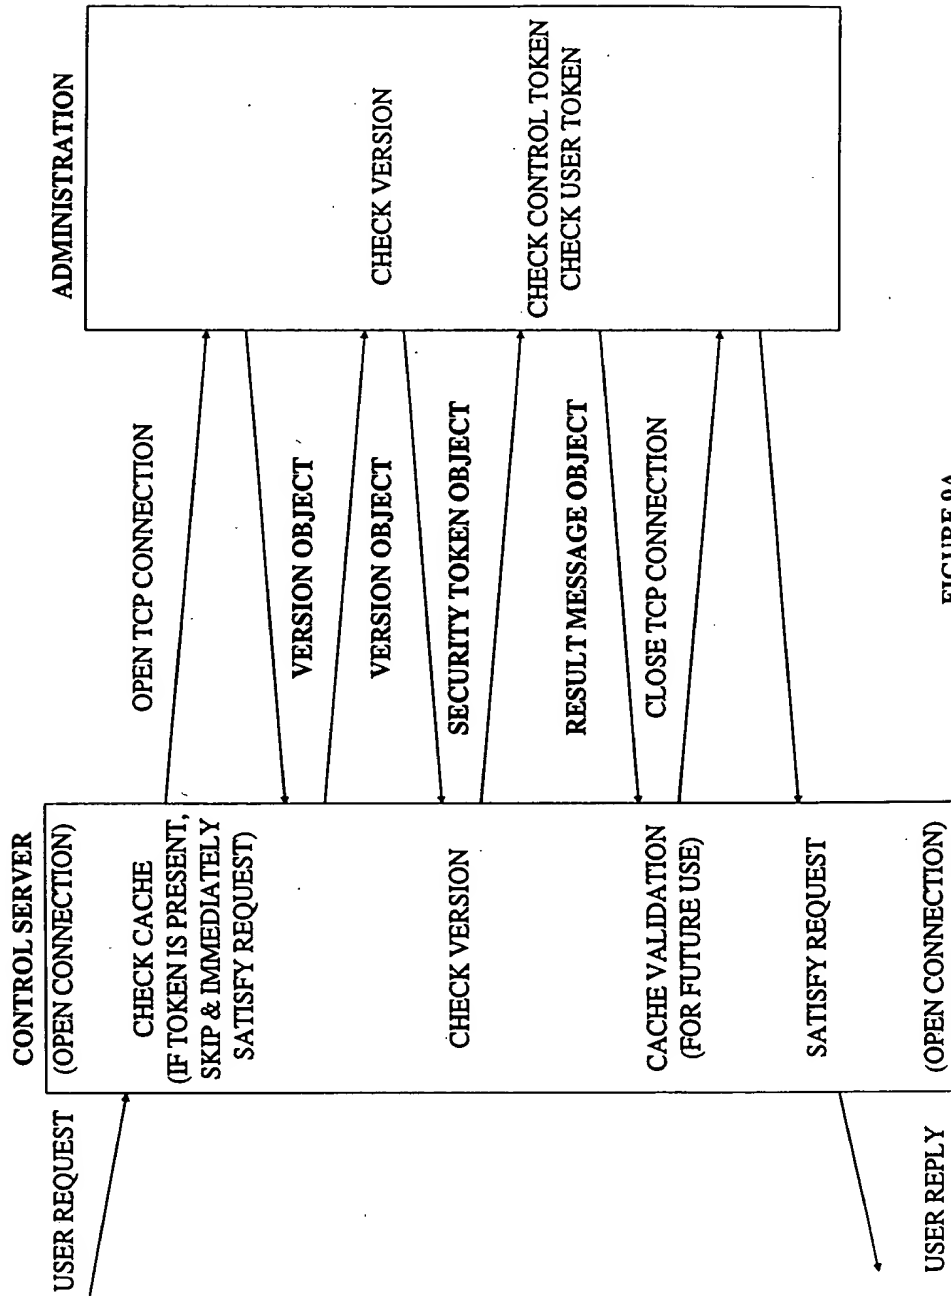 USER REQUEST
CONTROL SERVER
(OPEN CONNECTION)
CHECK CACHE
(IF TOKEN IS PRESENT,
SKIP & IMMEDIATELY
SATISFY REQUEST)
CHECK VERSION
CACHE VALIDATION
(FOR FUTURE USE)
SATISFY REQUEST
(OPEN CONNECTION)
USER REPLY
OPEN TCP CONNECTION
VERSION OBJECT
VERSION OBJECT
SECURITY TOKEN OBJECT
RESULT MESSAGE OBJECT
CLOSE TCP CONNECTION
ADMINISTRATION
CHECK VERSION
CHECK CONTROL TOKEN
CHECK USER TOKEN
FIGURE 9A